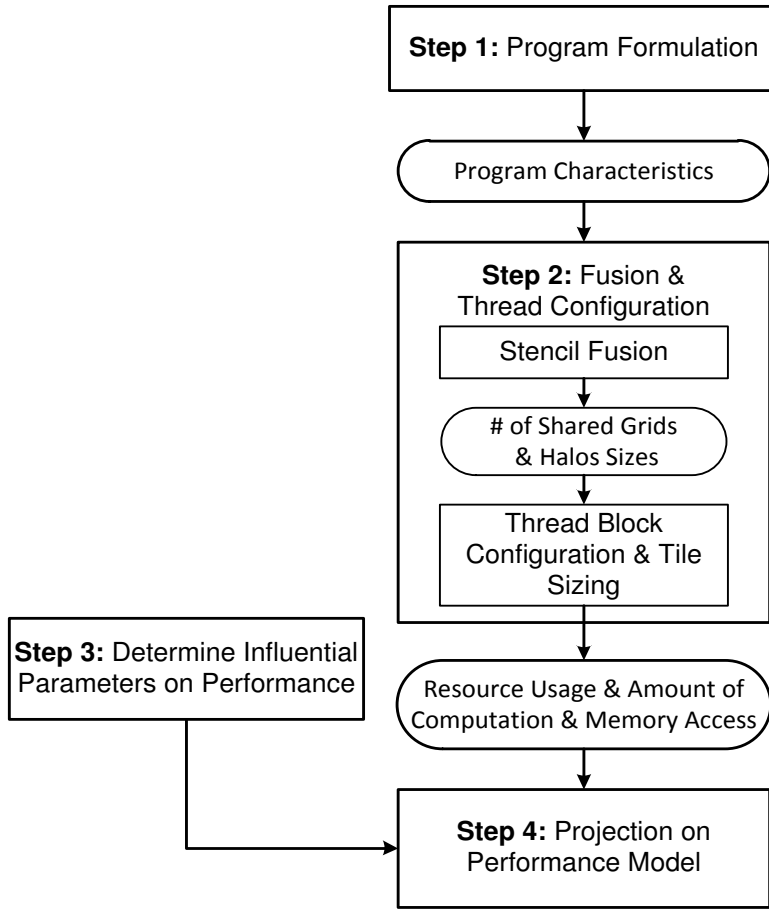 Step 1: Program Formulation
Program Characteristics
Step 2: Fusion &
Thread Configuration
Stencil Fusion
# of Shared Grids
& Halos Sizes
Thread Block
Configuration & Tile
Sizing
Step 3: Determine Influential
Parameters on Performance
Resource Usage & Amount of
Computation & Memory Access
Step 4: Projection on
Performance Model